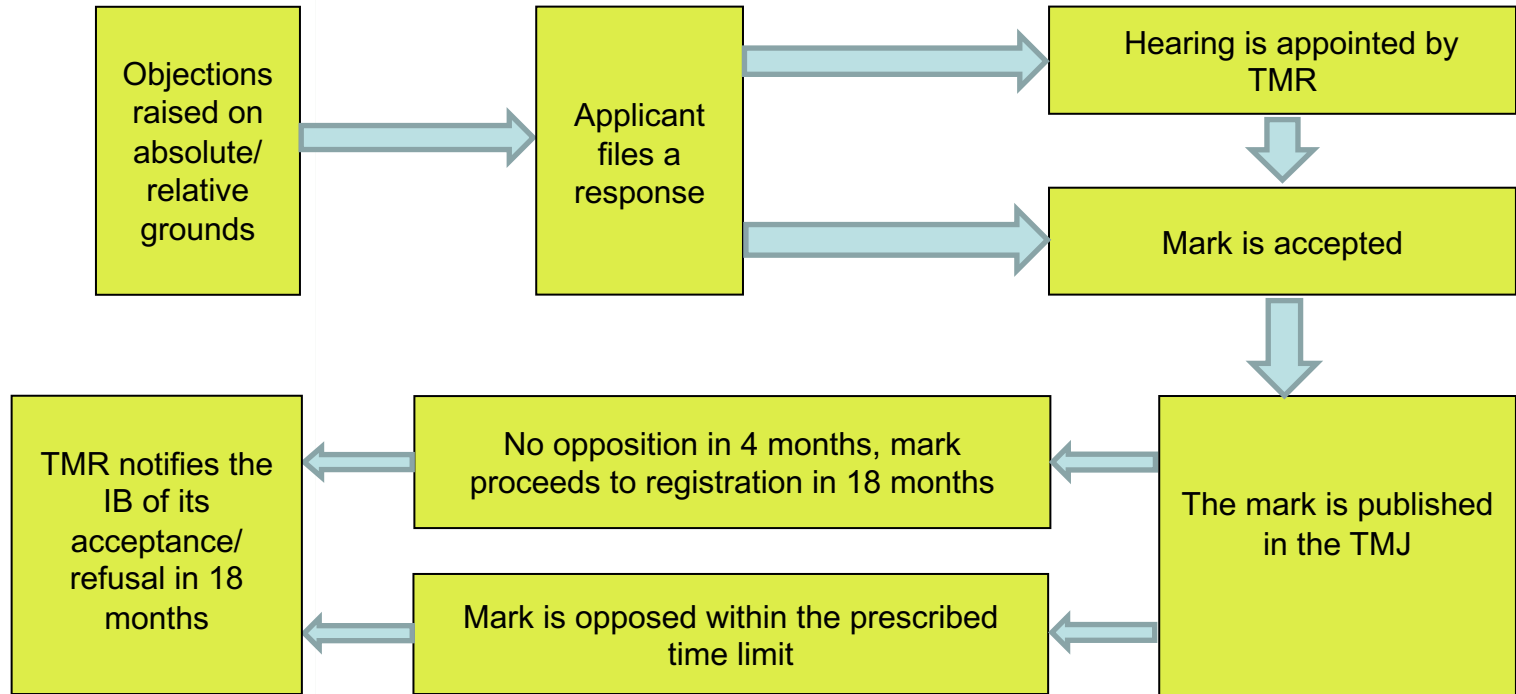 Objections
raised on
absolute/
relative
grounds
Applicant
files a
response
Hearing is appointed by
TMR
Mark is accepted
The mark is published
in the TMJ
No opposition in 4 months, mark
proceeds to registration in 18 months
Mark is opposed within the prescribed
time limit
TMR notifies the
IB of its
acceptance/
refusal in 18
months